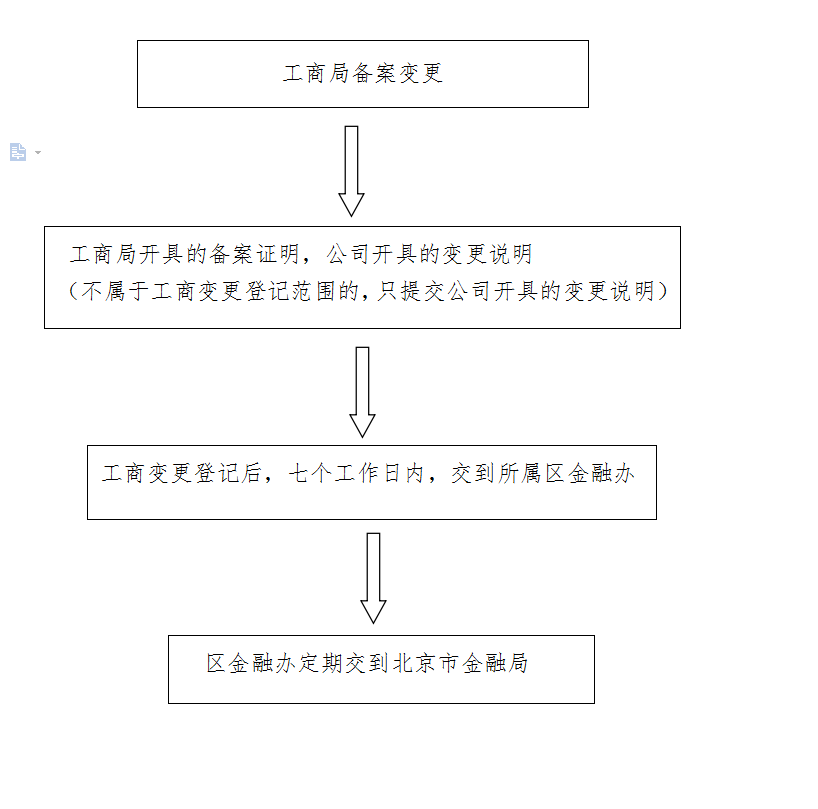 工商局备案变更
工商局开具的备案证明，公司开具的变更说明
（不属于工商变更登记范围的，只提交公司开具的变更说明）
工商变更登记后，七个工作日内，交到所属区金融办
区金融办定期交到北京市金融局